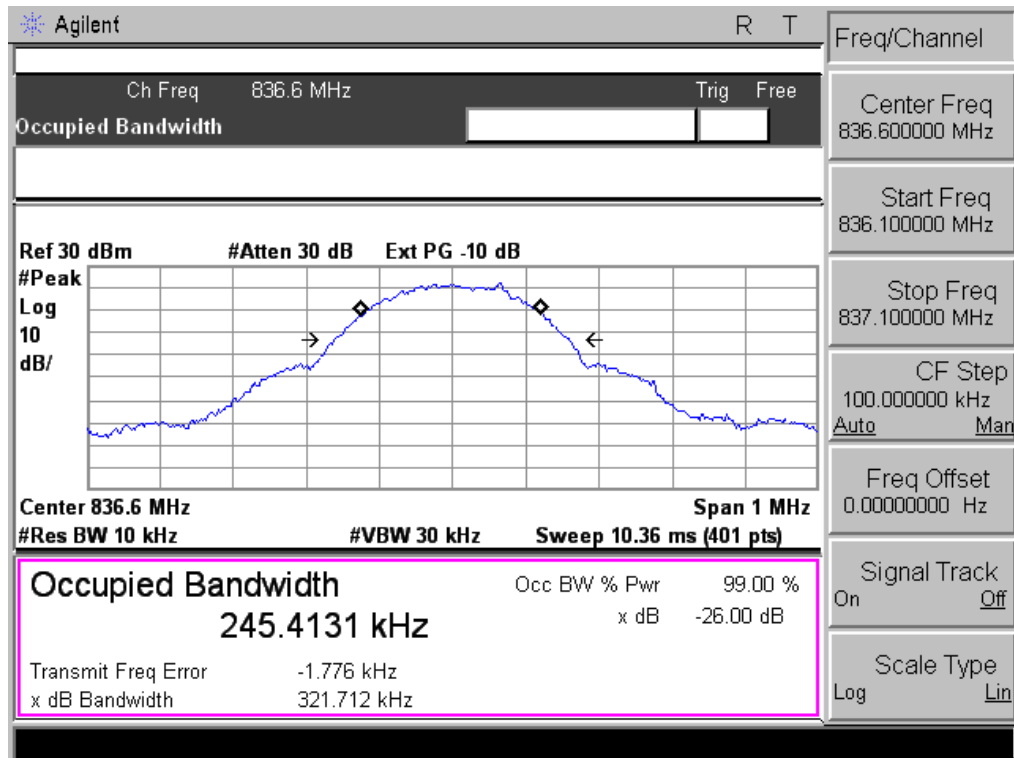 Agilent R T
Ch Freq 836.6 MHz Trig Free
Occupied Bandwidth
Ref 30 dBm #Atten 30 dB Ext PG -10 dB
#Peak
Log
10
dB/
Center 836.6 MHz Span 1 MHz
#Res BW 10 kHz #VBW 30 kHz Sweep 10.36 ms (401 pts)
Occupied Bandwidth
245.4131 kHz
Occ BW % Pwr 99.00 %
x dB -26.00 dB
Transmit Freq Error -1.776 kHz
x dB Bandwidth 321.712 kHz
Freq/Channel
Center Freq
836.600000 MHz
Start Freq
836.100000 MHz
Stop Freq
837.100000 MHz
CF Step
100.000000 kHz
Auto Man
Freq Offset
0.00000000 Hz
Signal Track
On Off
Scale Type
Log Lin